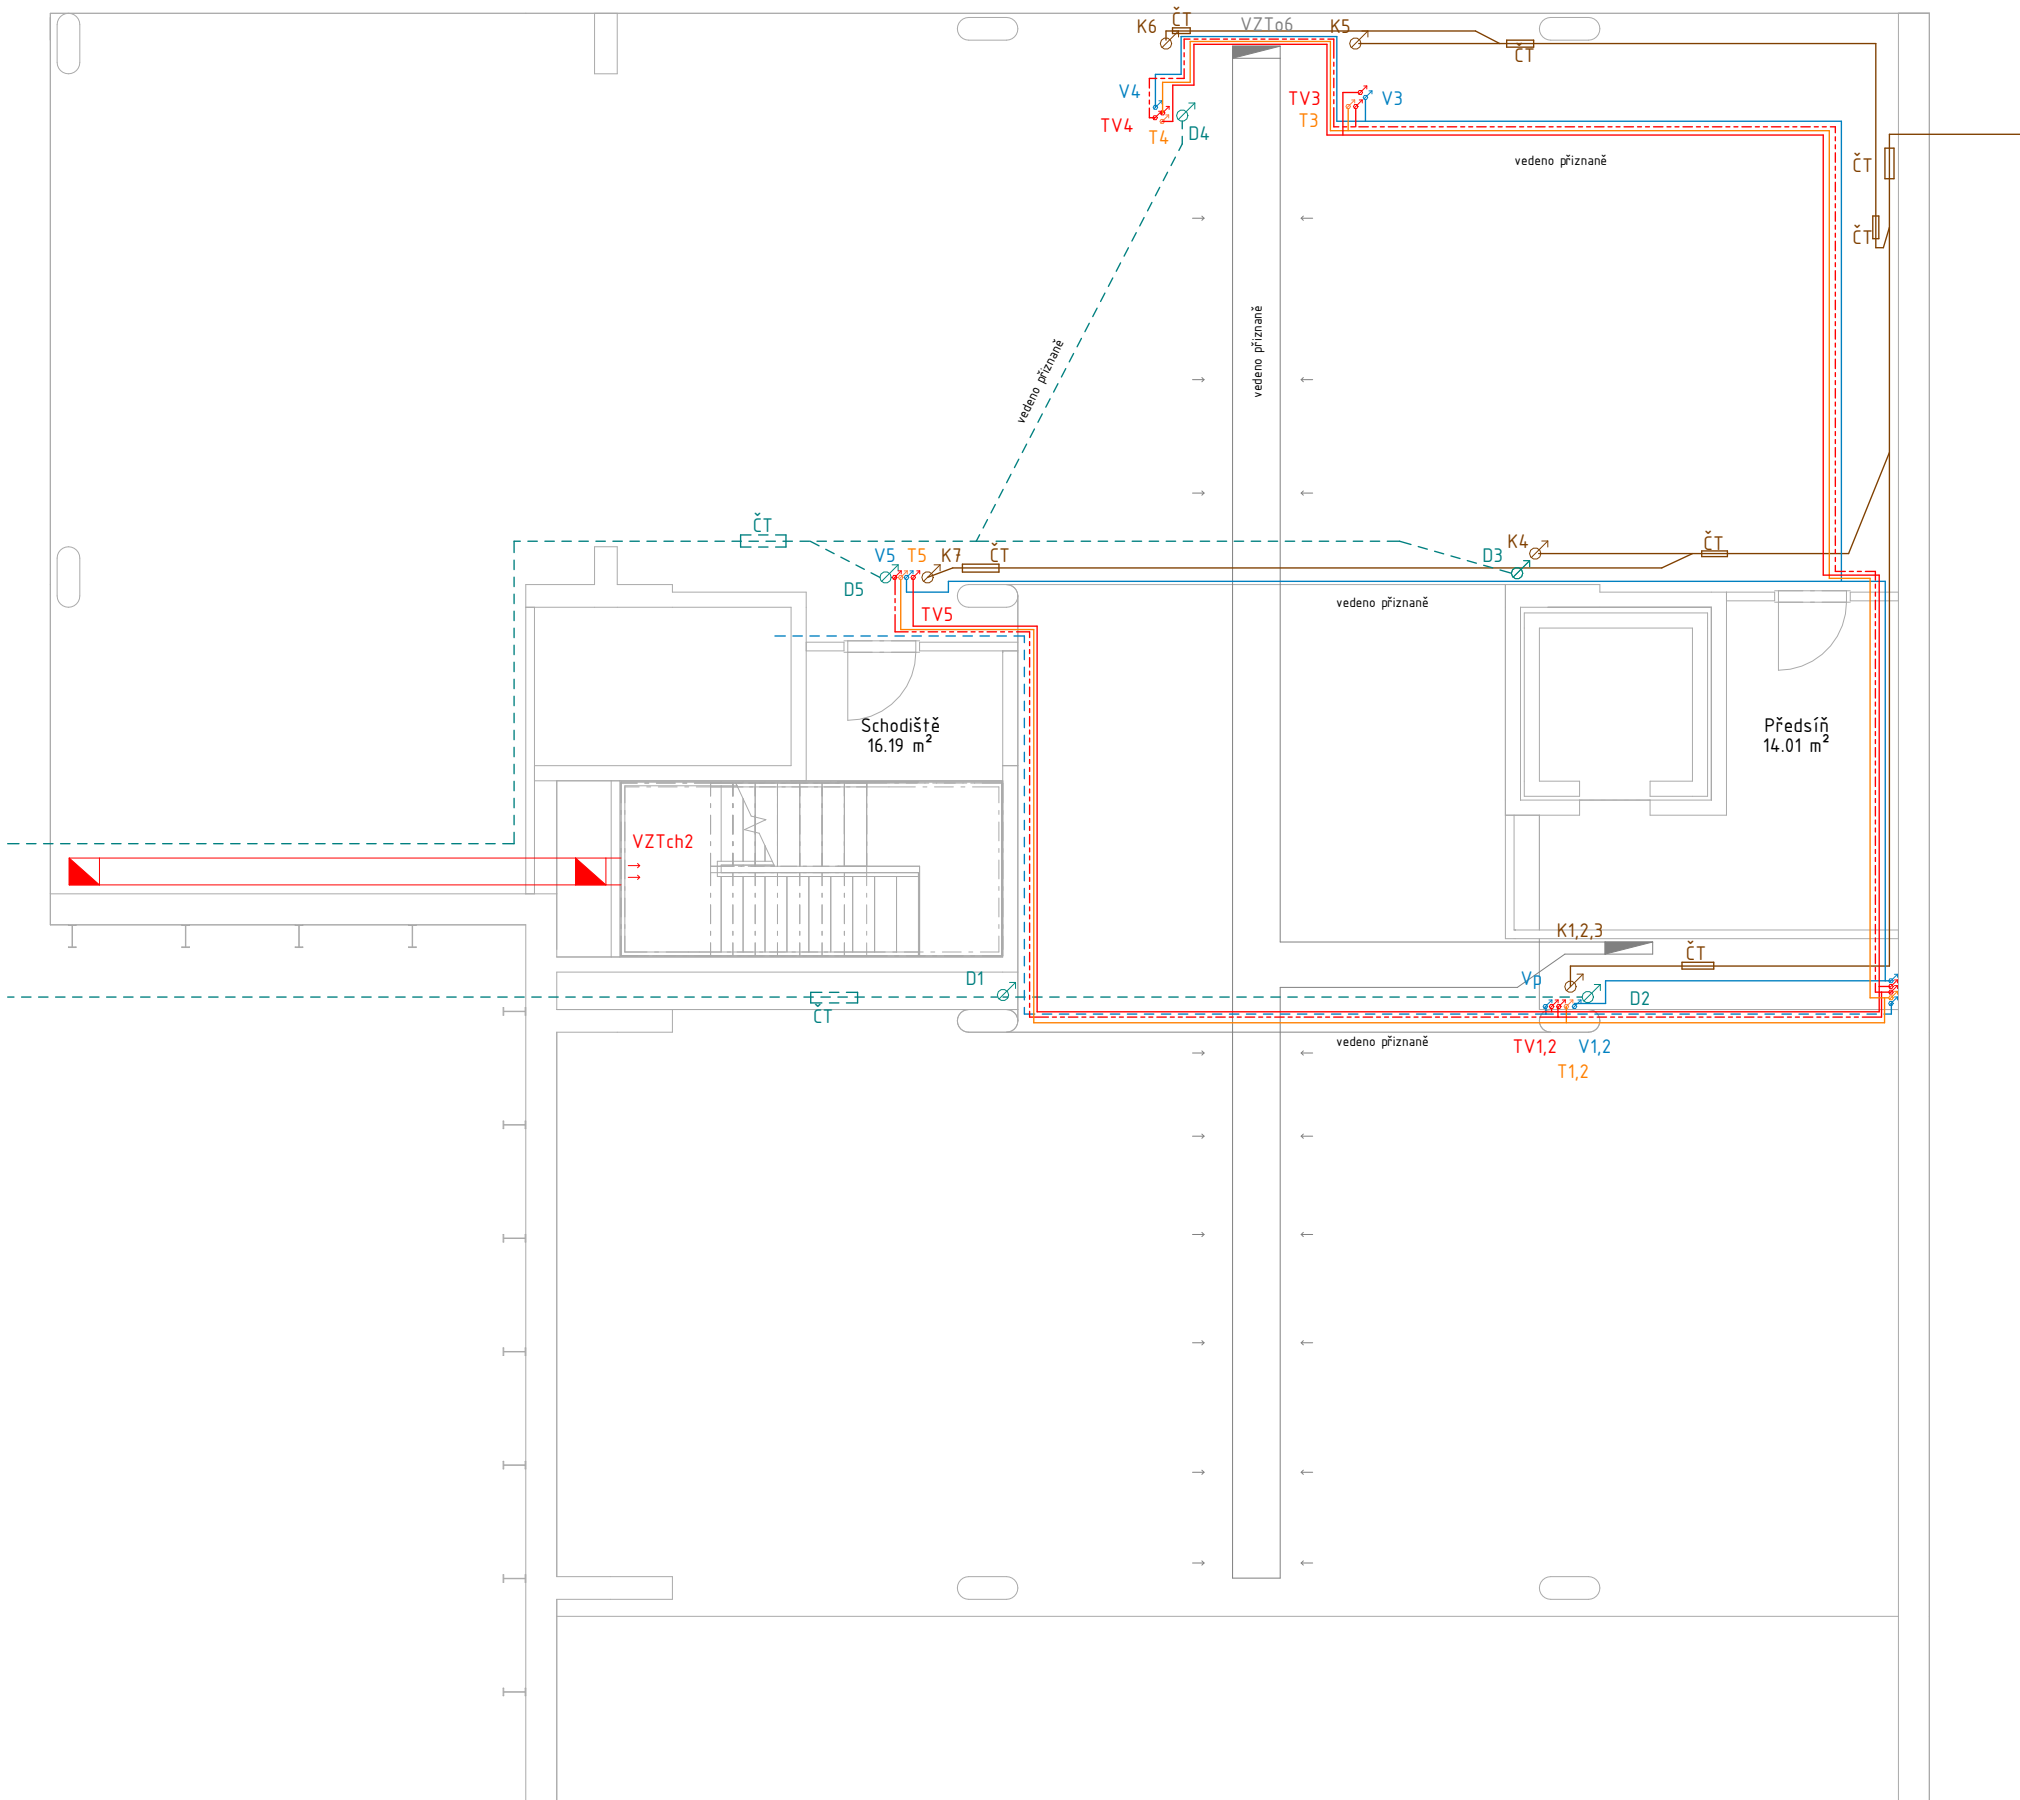 K6
ČT
VZTo6
K5
ČT
V4
TV4
T4
D4
TV3
T3
V3
vedeno přiznaně
ČT
ČT
vedeno přiznaně
vedeno přiznaně
ČT
V5
T5
K7
ČT
D5
TV5
K4
D3
ČT
vedeno přiznaně
Schodiště
16.19 m²
Předsíň
14.01 m²
VZTch2
K1,2,3
ČT
D1
Vp
D2
ČT
vedeno přiznaně
TV1,2
V1,2
T1,2